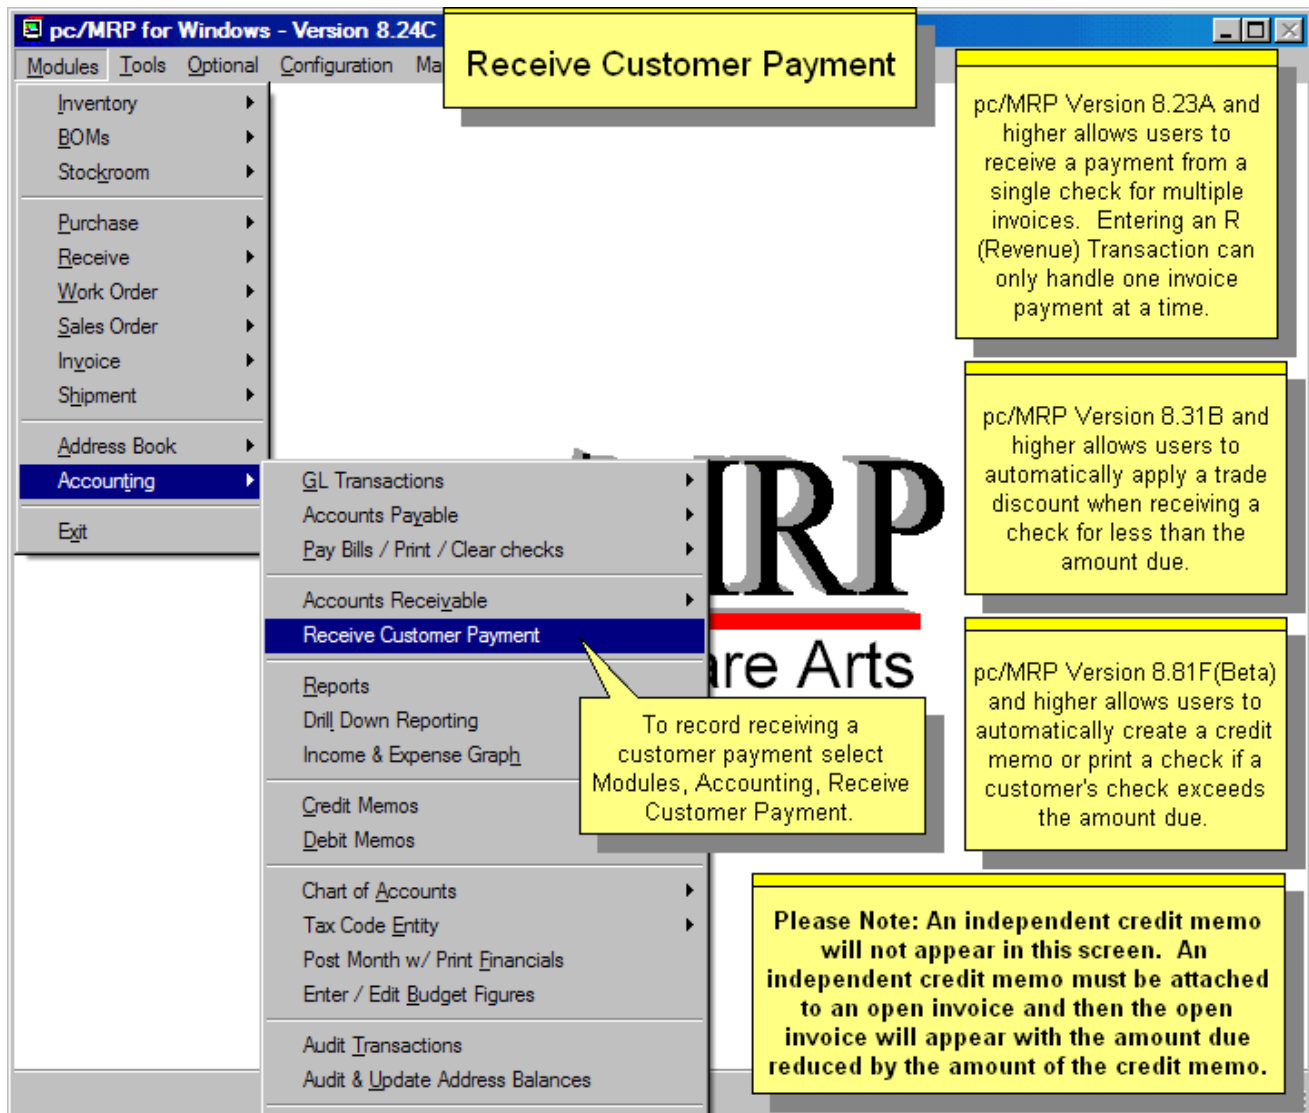 pc/MRP for Windows - Version 8.24C
Receive Customer Payment
Modules Tools Optional Configuration
Inventory
BOMs
Stockroom
Purchase
Receive
Work Order
Sales Order
Invoice
Shipment
Address Book
Accounting
Exit
GL Transactions
Accounts Payable
Pay Bills / Print / Clear checks
Accounts Receivable
Receive Customer Payment
Reports
Drill Down Reporting
Income & Expense Graph
Credit Memos
Debit Memos
Chart of Accounts
Tax Code Entity
Post Month w/ Print Financials
Enter / Edit Budget Figures
Audit Transactions
Audit & Update Address Balances
MRP
are Arts
To record receiving a
customer payment select
Modules, Accounting, Receive
Customer Payment.
pc/MRP Version 8.23A and
higher allows users to
receive a payment from a
single check for multiple
invoices. Entering an R
(Revenue) Transaction can
only handle one invoice
payment at a time.
pc/MRP Version 8.31B and
higher allows users to
automatically apply a trade
discount when receiving a
check for less than the
amount due.
pc/MRP Version 8.81F(Beta)
and higher allows users to
automatically create a credit
memo or print a check if a
customer's check exceeds
the amount due.
Please Note: An independent credit memo
will not appear in this screen. An
independent credit memo must be attached
to an open invoice and then the open
invoice will appear with the amount due
reduced by the amount of the credit memo.